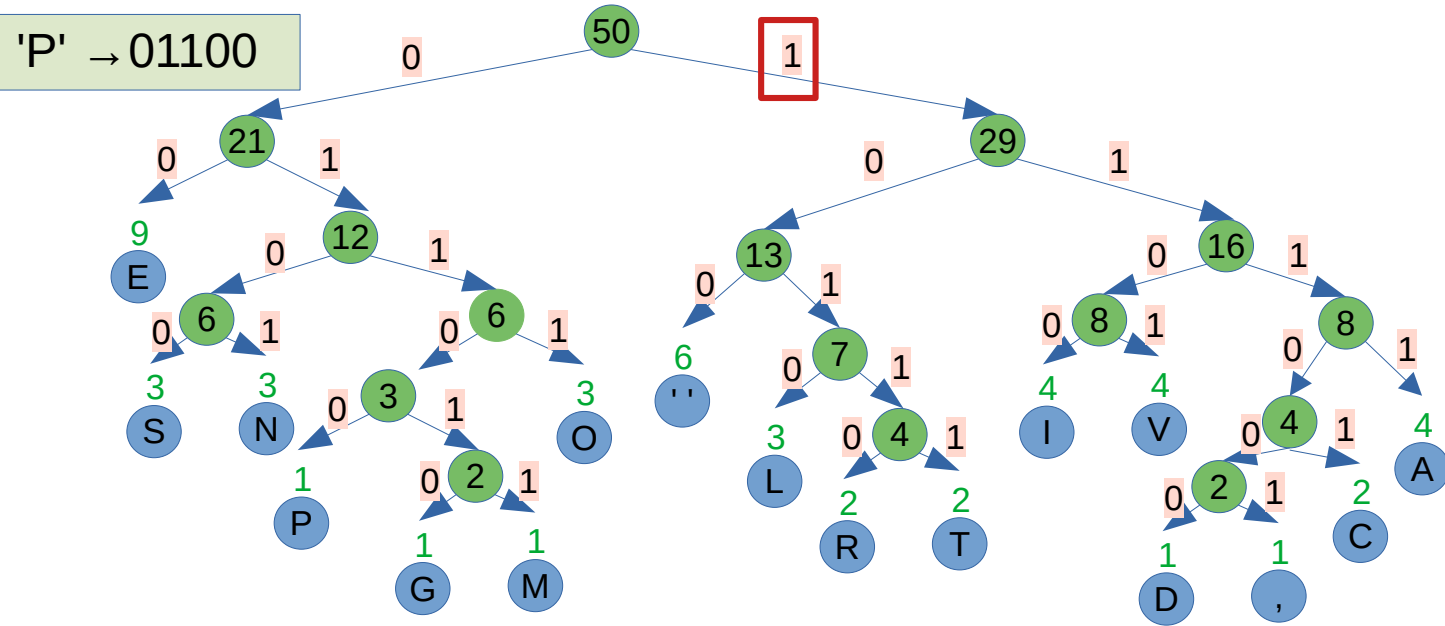 50
'P' → 01100
0 1
21 29
0 1 0 1
9 12 13 16
E 0 1 0 1 0 1
6 6 6 7 8 8
0 1 0 1 ' ' 0 1 0 1 0 1
3 3 3 3 3 4 4 4 4 4
S N 0 1 O L 0 1 I V 0 1 A
1 2 2 2 2 2
P 0 1 R T 0 1 C
1 1 1 1
G M D ,